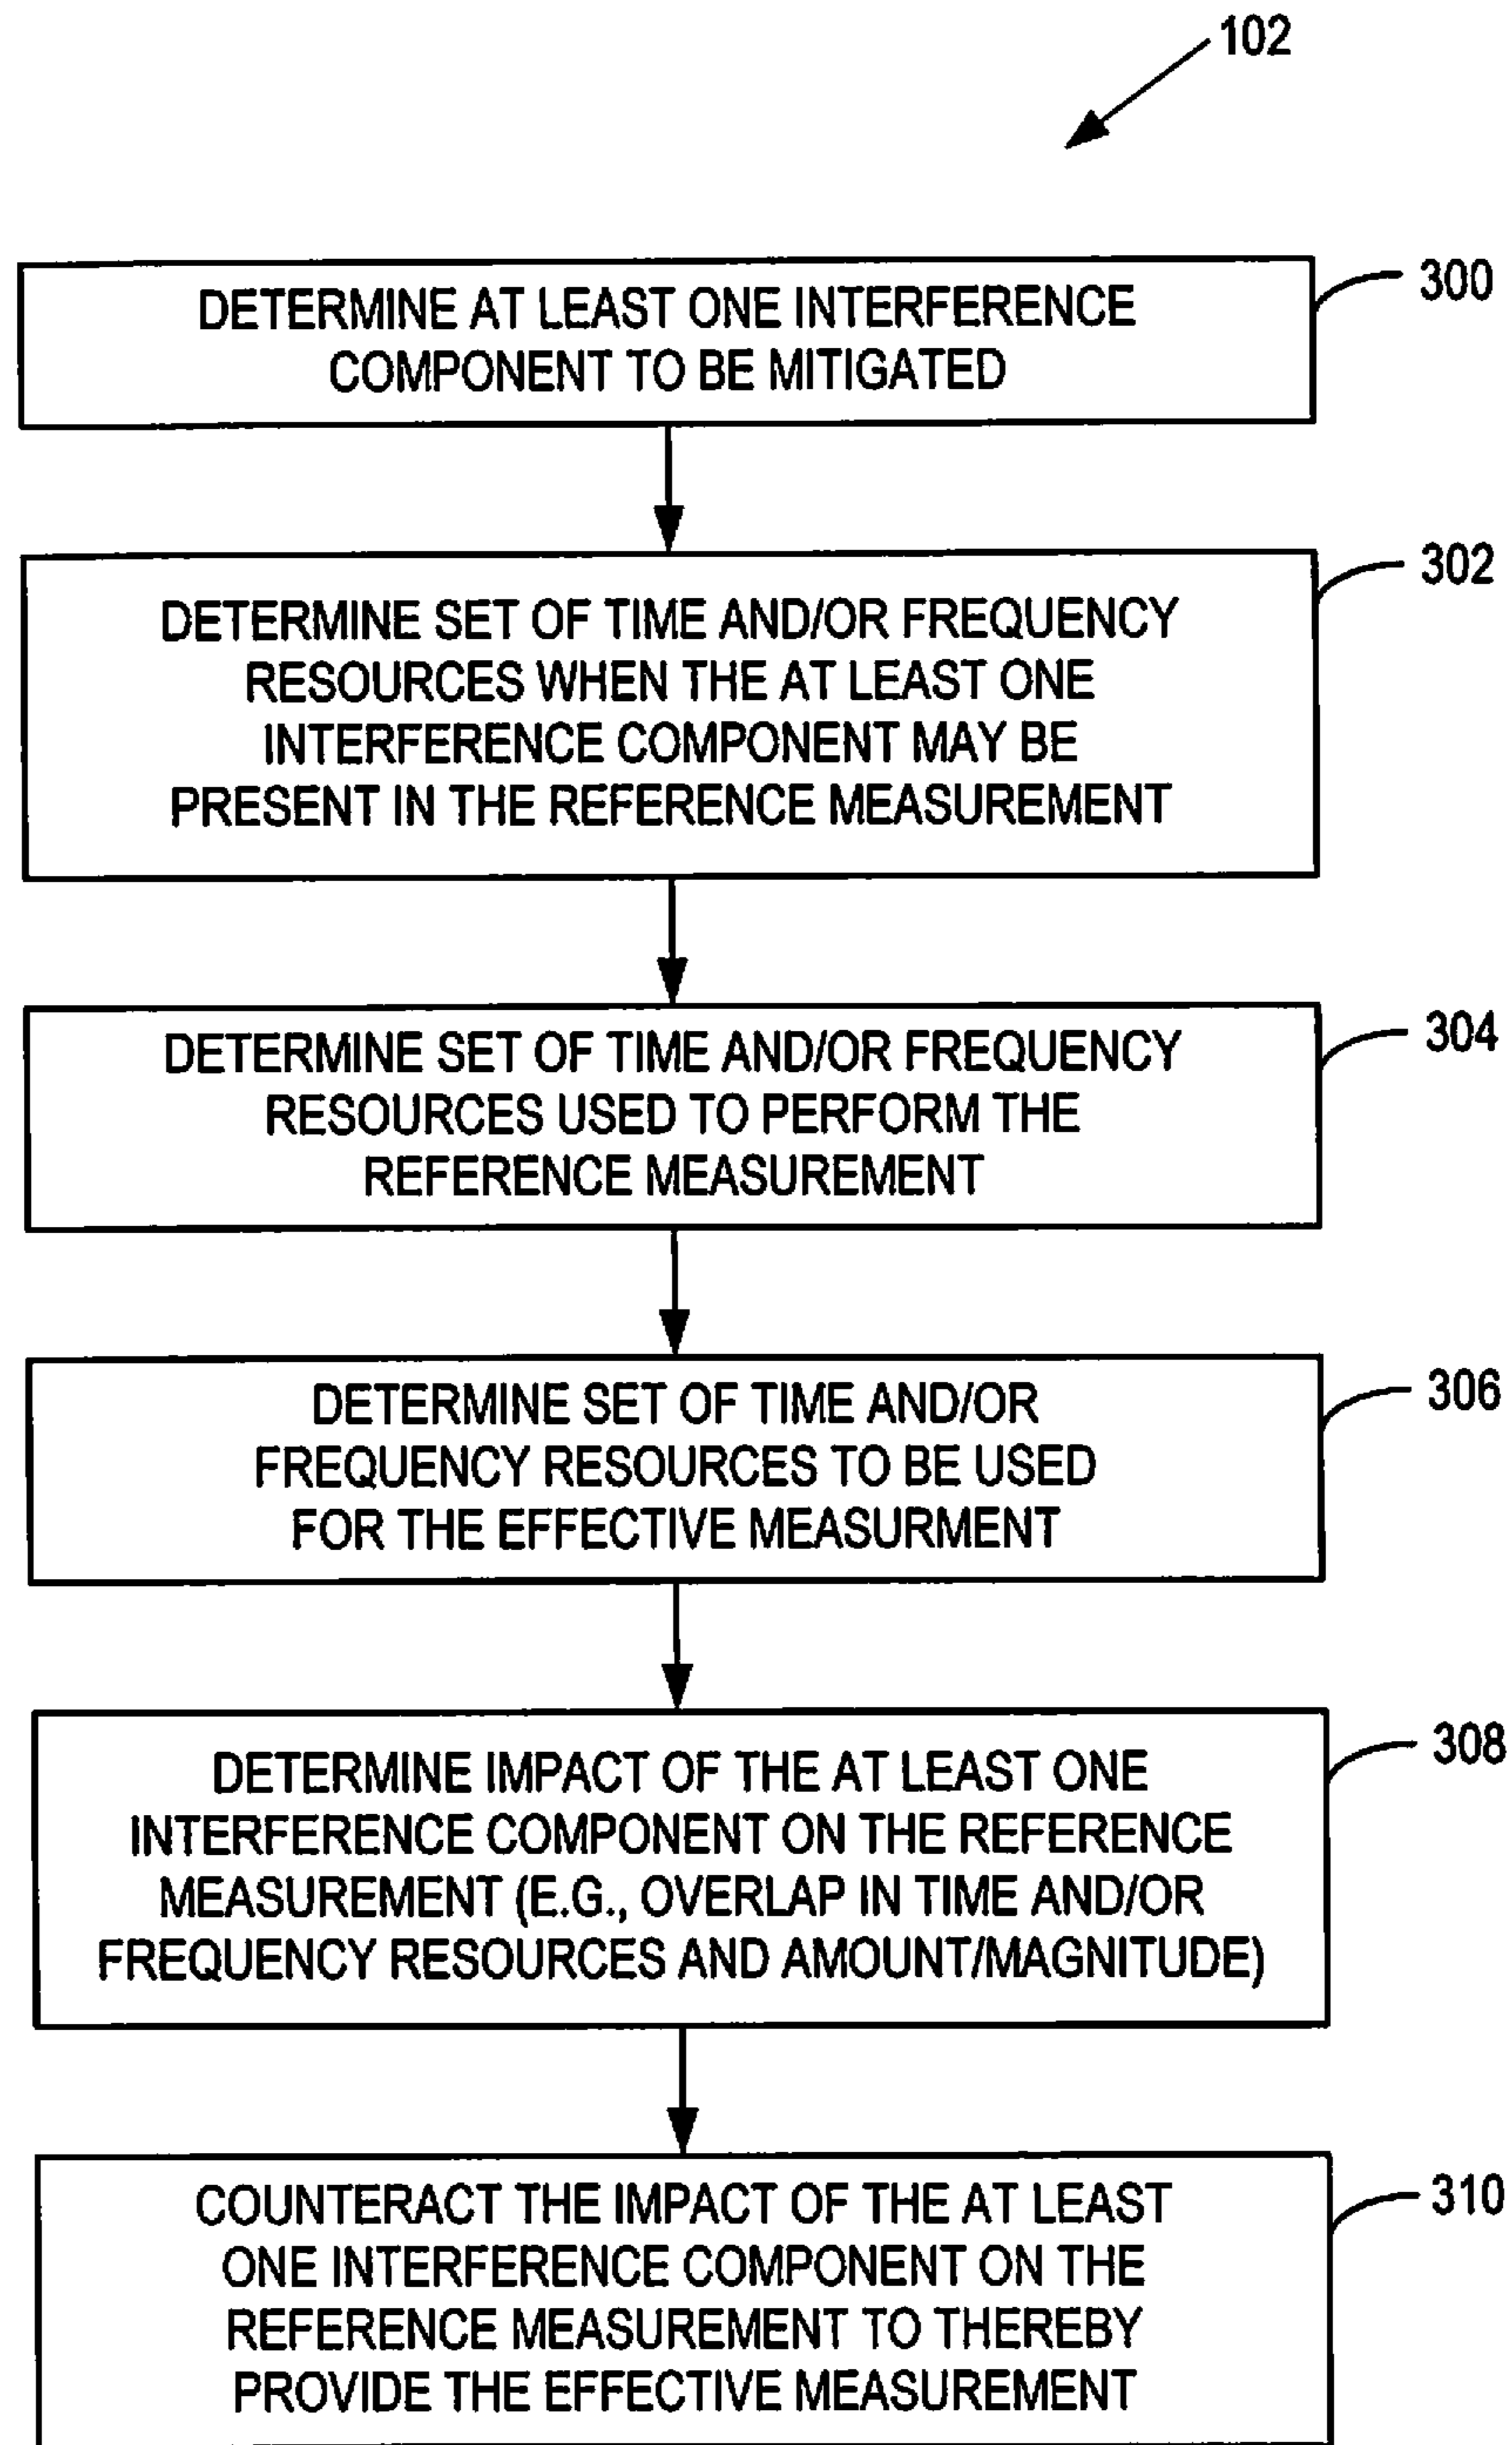 102
300
DETERMINE AT LEAST ONE INTERFERENCE
COMPONENT TO BE MITIGATED
302
DETERMINE SET OF TIME AND/OR FREQUENCY
RESOURCES WHEN THE AT LEAST ONE
INTERFERENCE COMPONENT MAY BE
PRESENT IN THE REFERENCE MEASUREMENT
304
DETERMINE SET OF TIME AND/OR FREQUENCY
RESOURCES USED TO PERFORM THE
REFERENCE MEASUREMENT
306
DETERMINE SET OF TIME AND/OR
FREQUENCY RESOURCES TO BE USED
FOR THE EFFECTIVE MEASURMENT
308
DETERMINE IMPACT OF THE AT LEAST ONE
INTERFERENCE COMPONENT ON THE REFERENCE
MEASUREMENT (E.G., OVERLAP IN TIME AND/OR
FREQUENCY RESOURCES AND AMOUNT/MAGNITUDE)
310
COUNTERACT THE IMPACT OF THE AT LEAST
ONE INTERFERENCE COMPONENT ON THE
REFERENCE MEASUREMENT TO THEREBY
PROVIDE THE EFFECTIVE MEASUREMENT